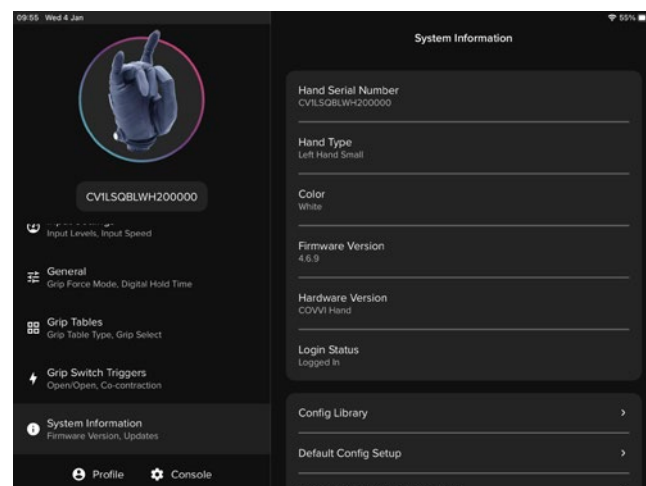 09:55 Wed 4 Jan
55%
System Information
CV1LSQBLWH200000
Input Levels, Input Speed
General
Grip Force Mode, Digital Hold Time
Grip Tables
Grip Table Type, Grip Select
Grip Switch Triggers
Open/Open, Co-contraction
System Information
Firmware Version, Updates
Profile
Console
Hand Serial Number
CV1LSQBLWH200000
Hand Type
Left Hand Small
Color
White
Firmware Version
4.6.9
Hardware Version
COVVI Hand
Login Status
Logged In
Config Library
Default Config Setup